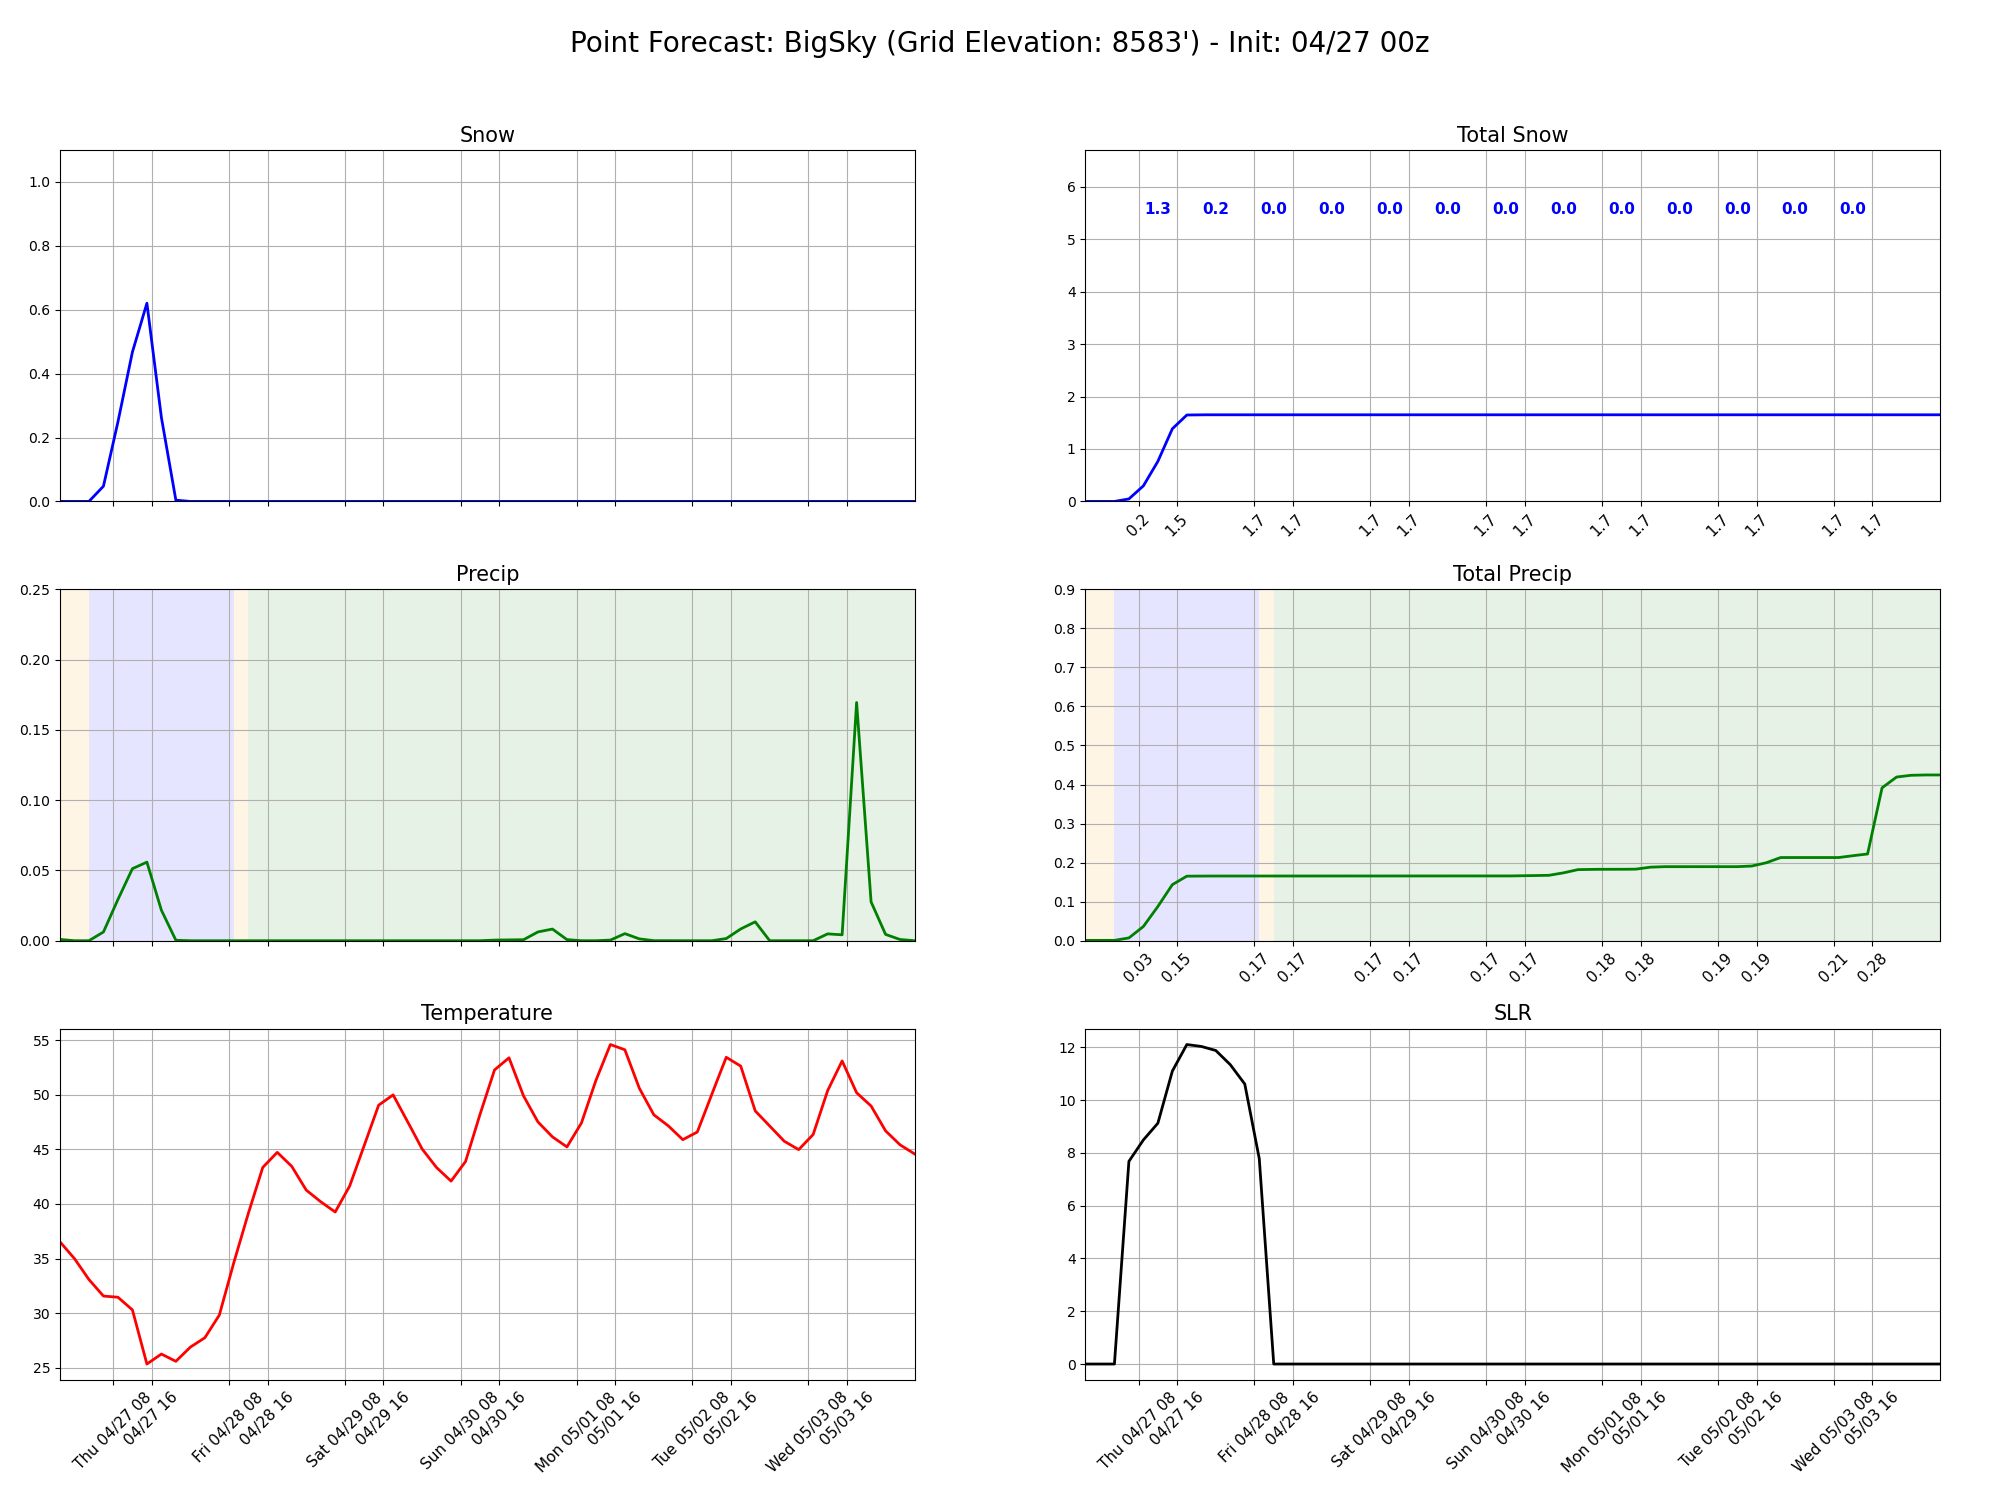 Point Forecast: BigSky (Grid Elevation: 8583') - Init: 04/27 00z
Snow
1.0
0.8
0.6
0.4
0.2
0.0
Total Snow
6
5
4
3
2
1
0
1.3 0.2 0.0 0.0 0.0 0.0 0.0 0.0 0.0 0.0 0.0 0.0 0.0
0.2 1.5 1.7 1.7 1.7 1.7 1.7 1.7 1.7 1.7 1.7 1.7 1.7 1.7
Precip
0.25
0.20
0.15
0.10
0.05
0.00
Total Precip
0.9
0.8
0.7
0.6
0.5
0.4
0.3
0.2
0.1
0.0
0.03 0.15 0.17 0.17 0.17 0.17 0.17 0.17 0.18 0.18 0.19 0.19 0.21 0.28
Temperature
55
50
45
40
35
30
25
Thu 04/27 08
04/27 16
Fri 04/28 08
04/28 16
Sat 04/29 08
04/29 16
Sun 04/30 08
04/30 16
Mon 05/01 08
05/01 16
Tue 05/02 08
05/02 16
Wed 05/03 08
05/03 16
SLR
12
10
8
6
4
2
0
Thu 04/27 08
04/27 16
Fri 04/28 08
04/28 16
Sat 04/29 08
04/29 16
Sun 04/30 08
04/30 16
Mon 05/01 08
05/01 16
Tue 05/02 08
05/02 16
Wed 05/03 08
05/03 16